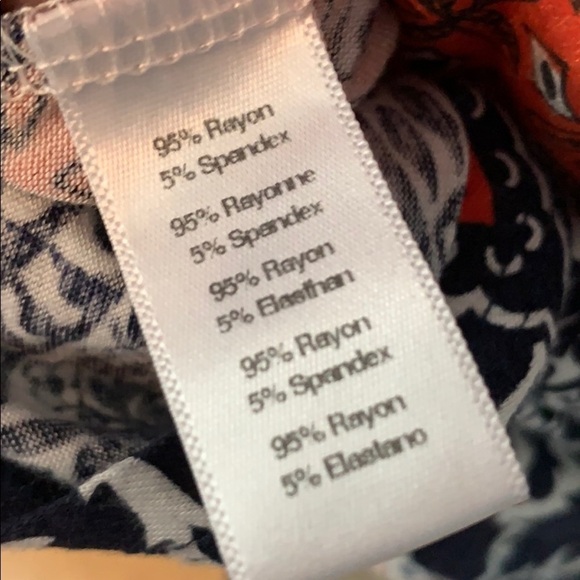 95% Rayon
5% Spandex
95% Rayonne
5% Spandex
95% Rayon
5% Elasthan
95% Rayon
5% Spandex
95% Rayon
5% Elastano